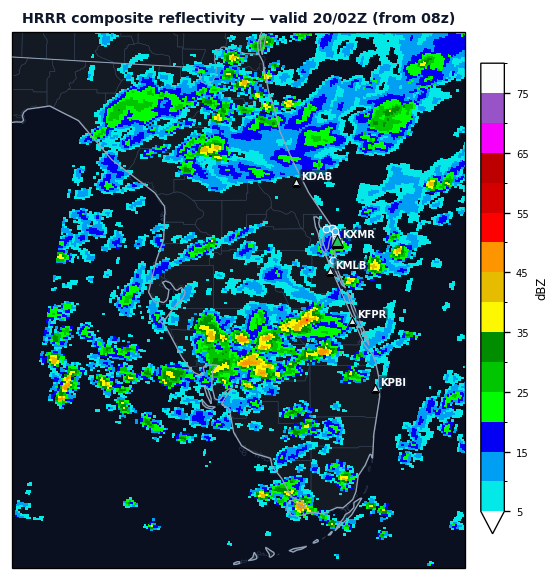 HRRR composite reflectivity — valid 20/02Z (from 08z)
KDAB
KXMR
KMLB
KFPR
KPBI
75
65
55
45
35
25
15
5
dBZ